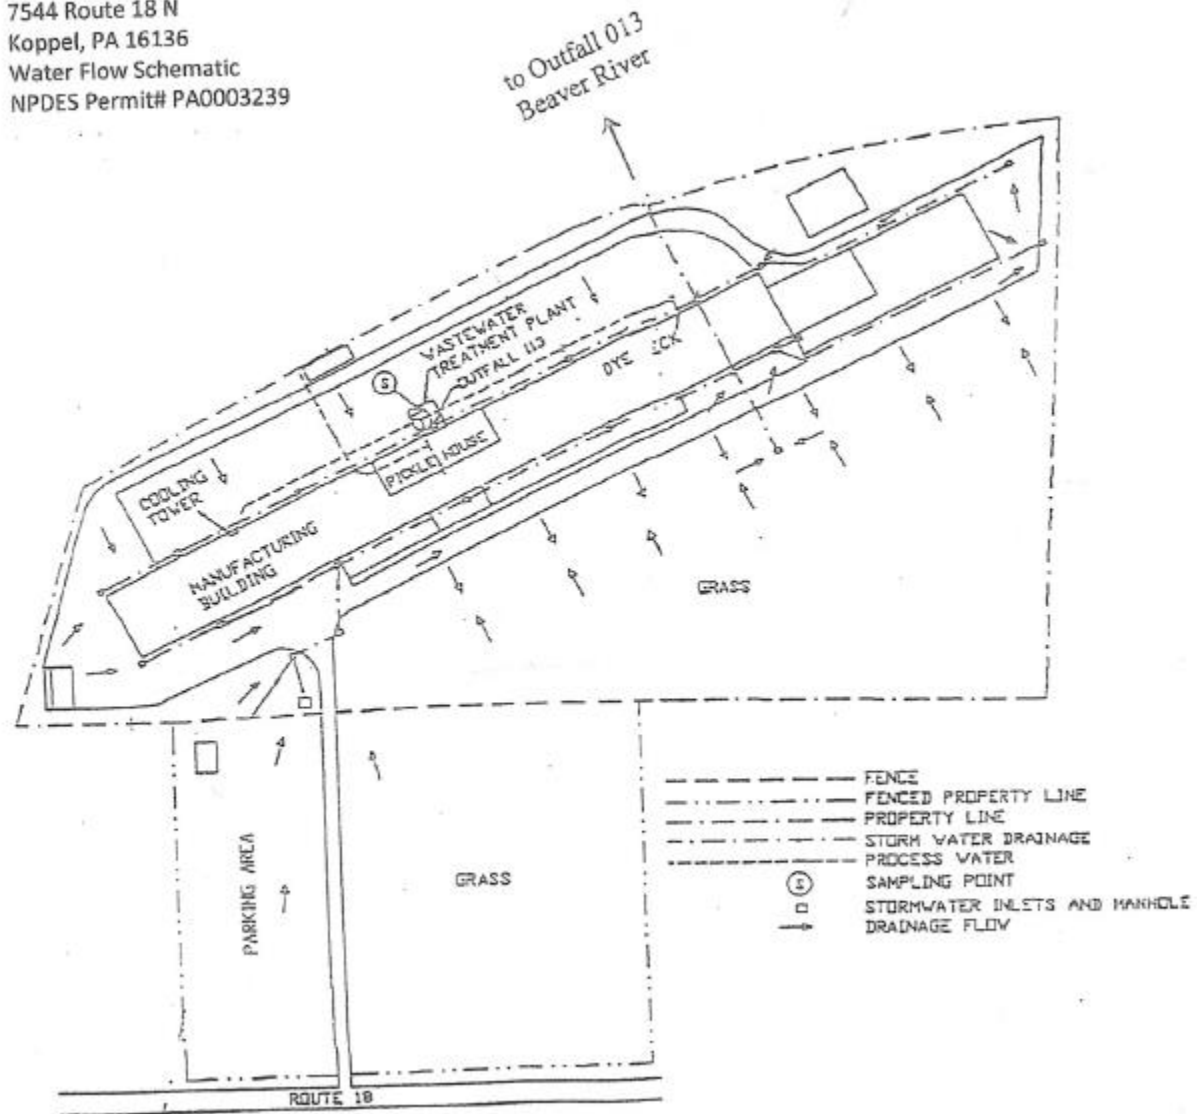 7544 Route 18 N
Koppel, PA 16136
Water Flow Schematic
NPDES Permit# PA0003239
to Outfall 013
Beaver River
WASTEWATER
TREATMENT PLANT
OUTFALL 113
S
DYE
PICKLE HOUSE
COOLING
TOWER
MANUFACTURING
BUILDING
GRASS
FENCE
FENCED PROPERTY LINE
PROPERTY LINE
STORM WATER DRAINAGE
PROCESS WATER
S
SAMPLING POINT
STORMWATER INLETS AND MANHOLE
DRAINAGE FLOW
PARKING AREA
GRASS
ROUTE 18